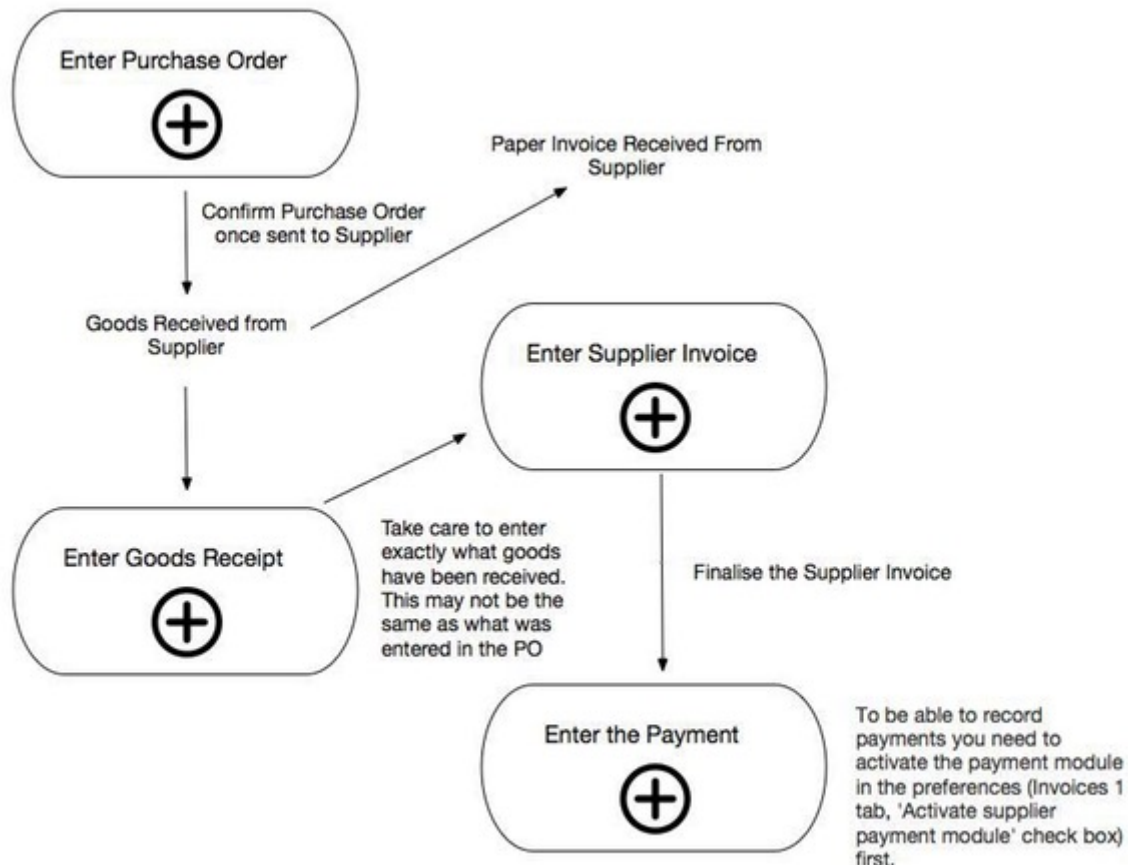 Enter Purchase Order
Paper Invoice Received From
Supplier
Confirm Purchase Order
once sent to Supplier
Goods Received from
Supplier
Enter Supplier Invoice
Enter Goods Receipt
Take care to enter
exactly what goods
have been received.
This may not be the
same as what was
entered in the PO
Finalise the Supplier Invoice
Enter the Payment
To be able to record
payments you need to
activate the payment module
in the preferences (Invoices 1
tab, 'Activate supplier
payment module' check box)
first.